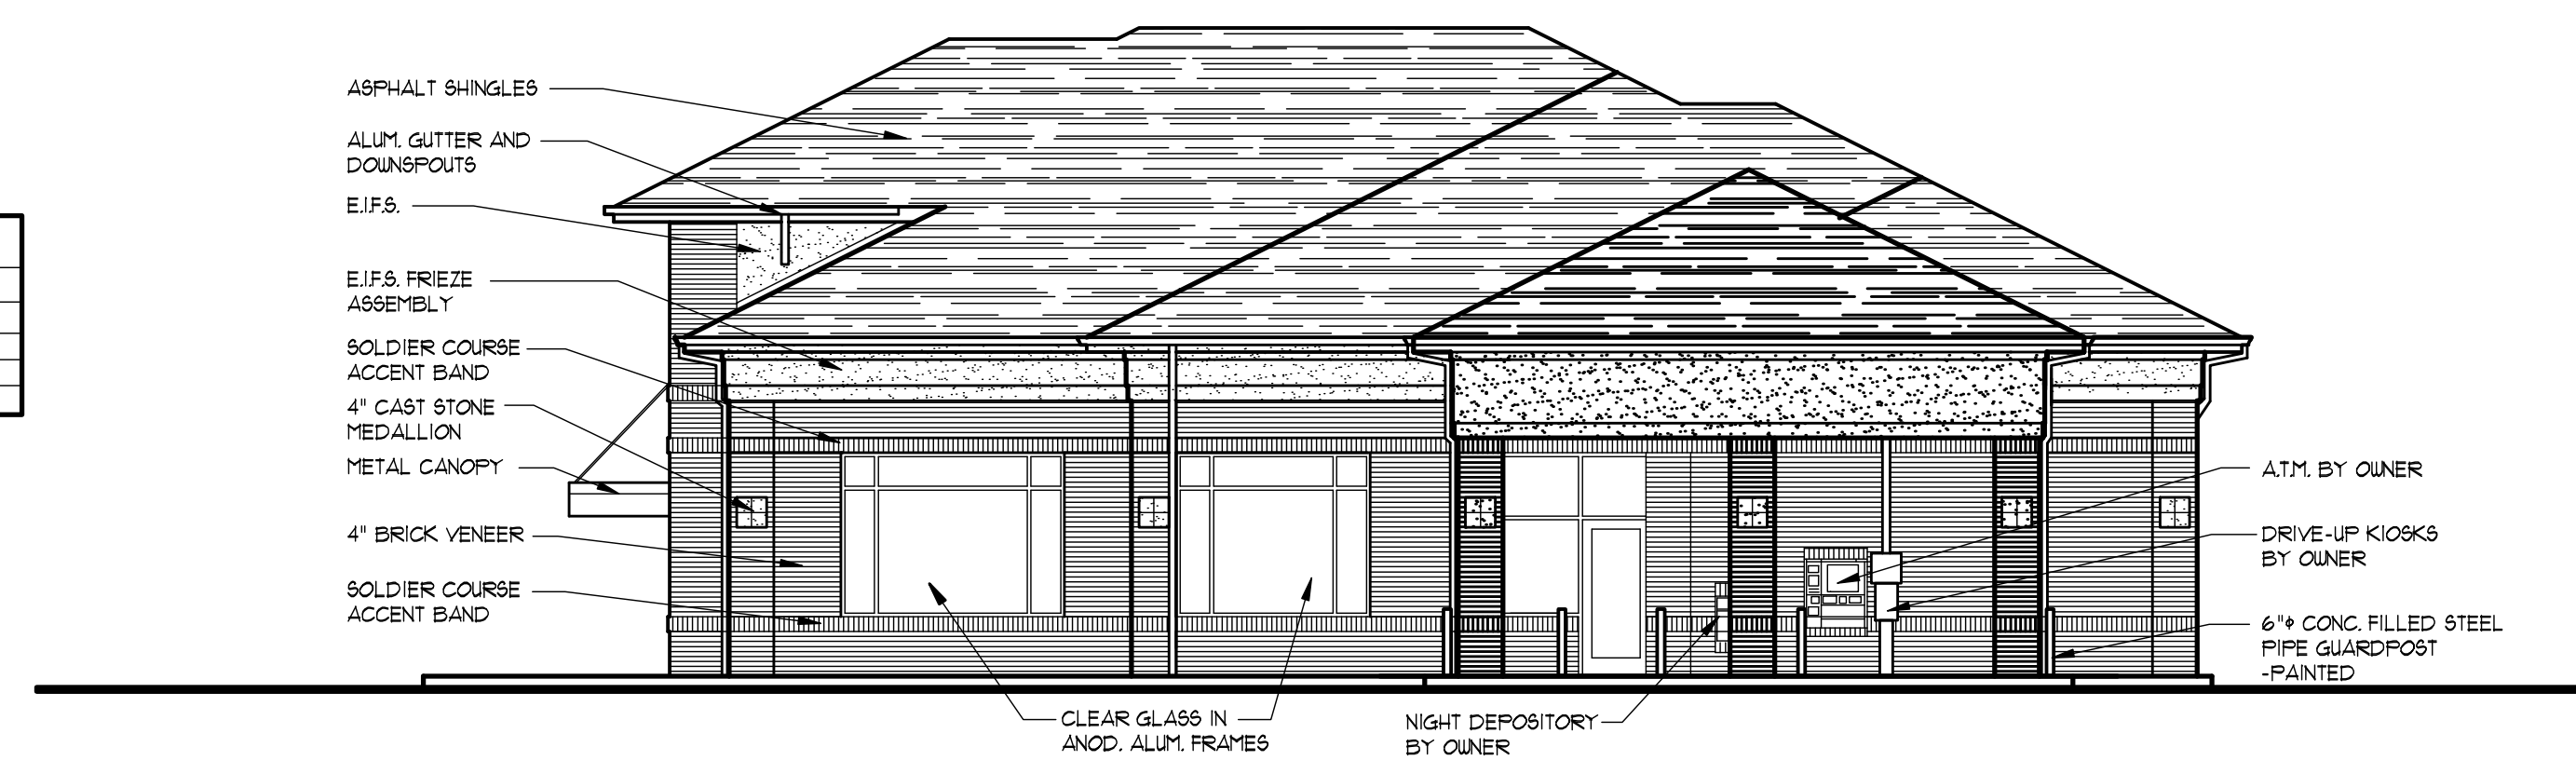 ASPHALT SHINGLES
ALUM. GUTTER AND
DOWNSPOUTS
E.I.F.S.
E.I.F.S. FRIEZE
ASSEMBLY
SOLDIER COURSE
ACCENT BAND
4" CAST STONE
MEDALLION
METAL CANOPY
4" BRICK VENEER
SOLDIER COURSE
ACCENT BAND
CLEAR GLASS IN
ANOD. ALUM. FRAMES
NIGHT DEPOSITORY
BY OWNER
A.T.M. BY OWNER
DRIVE-UP KIOSKS
BY OWNER
6"ϕ CONC. FILLED STEEL
PIPE GUARDPOST
-PAINTED